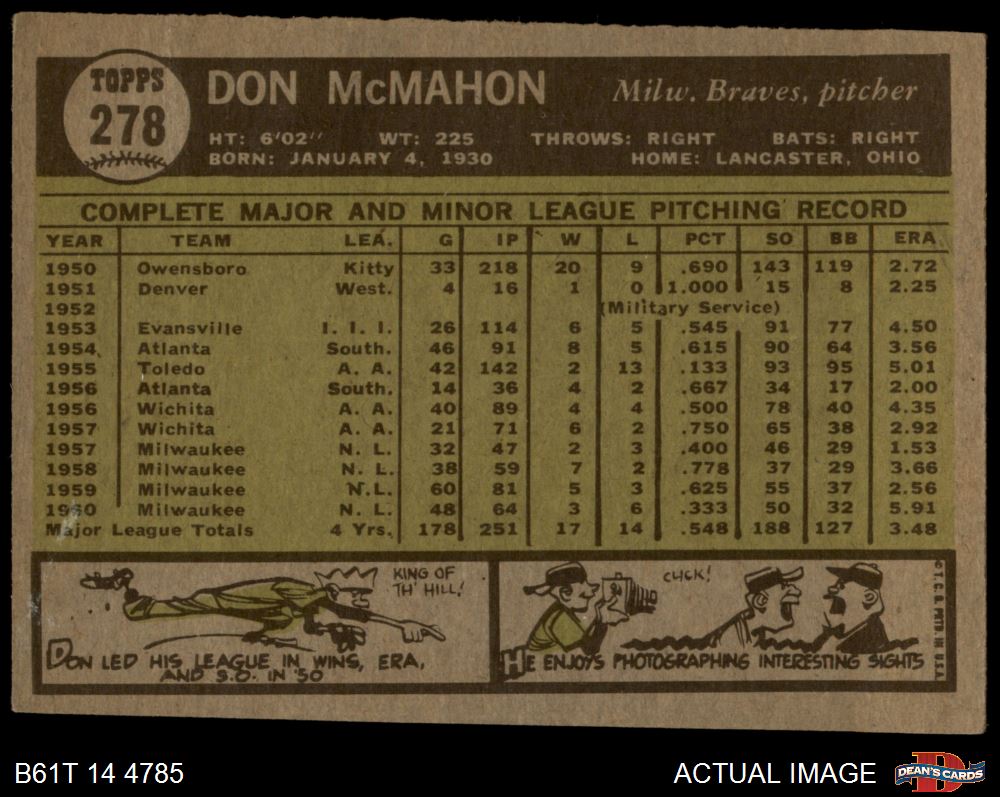 TOPPS
278
DON McMAHON
Milw. Braves, pitcher
HT: 6'02" WT: 225 THROWS: RIGHT BATS: RIGHT
BORN: JANUARY 4, 1930 HOME: LANCASTER, OHIO
COMPLETE MAJOR AND MINOR LEAGUE PITCHING RECORD
YEAR TEAM LEA. G IP W L PCT SO BB ERA
1950 Owensboro Kitty 33 218 20 9 .690 143 119 2.72
1951 Denver West. 4 16 1 0 1.000 15 8 2.25
1952 (Military Service)
1953 Evansville I. I. I. 26 114 6 5 .545 91 77 4.50
1954 Atlanta South. 46 91 8 5 .615 90 64 3.56
1955 Toledo A. A. 42 142 2 13 .133 93 95 5.01
1956 Atlanta South. 14 36 4 2 .667 34 17 2.00
1956 Wichita A. A. 40 89 4 4 .500 78 40 4.35
1957 Wichita A. A. 21 71 6 2 .750 65 38 2.92
1957 Milwaukee N. L. 32 47 2 3 .400 46 29 1.53
1958 Milwaukee N. L. 38 59 7 2 .778 37 29 3.66
1959 Milwaukee N.L. 60 81 5 3 .625 55 37 2.56
1960 Milwaukee N. L. 48 64 3 6 .333 50 32 5.91
Major League Totals 4 Yrs. 178 251 17 14 .548 188 127 3.48
KING OF
TH' HILL!
DON LED HIS LEAGUE IN WINS, ERA,
AND S.O. IN '50
CLICK!
HE ENJOYS PHOTOGRAPHING INTERESTING SIGHTS
© T. C. G. PRTD. IN U.S.A.
B61T 14 4785
ACTUAL IMAGE
D
DEAN'S CARDS